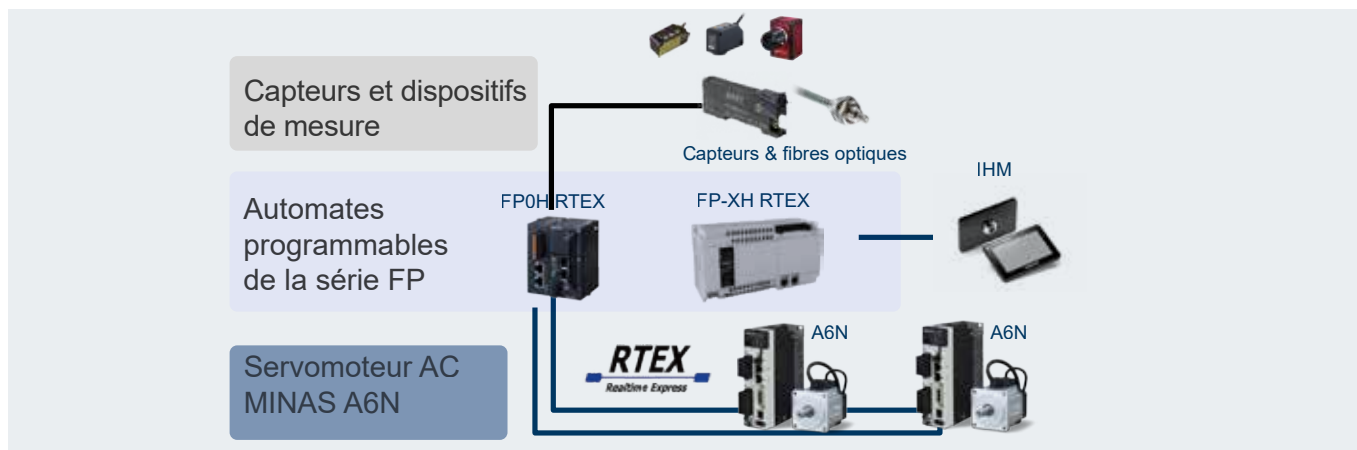 Capteurs et dispositifs
de mesure
Capteurs & fibres optiques
IHM
Automates
programmables
de la série FP
FP0H RTEX
FP-XH RTEX
Servomoteur AC
MINAS A6N
RTEX
Realtime Express
A6N
A6N